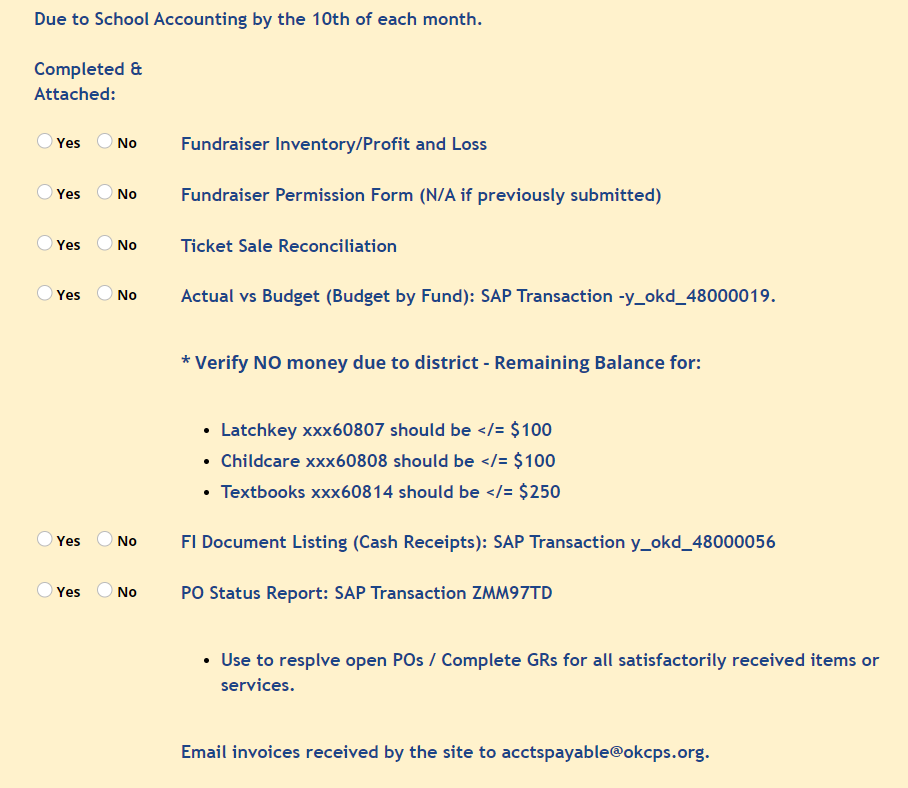 Due to School Accounting by the 10th of each month.
Completed &
Attached:
Yes No Fundraiser Inventory/Profit and Loss
Yes No Fundraiser Permission Form (N/A if previously submitted)
Yes No Ticket Sale Reconciliation
Yes No Actual vs Budget (Budget by Fund): SAP Transaction -y_okd_48000019.
* Verify NO money due to district - Remaining Balance for:
• Latchkey xxx60807 should be </= $100
• Childcare xxx60808 should be </= $100
• Textbooks xxx60814 should be </= $250
Yes No FI Document Listing (Cash Receipts): SAP Transaction y_okd_48000056
Yes No PO Status Report: SAP Transaction ZMM97TD
• Use to resplve open POs / Complete GRs for all satisfactorily received items or
services.
Email invoices received by the site to acctspayable@okcps.org.